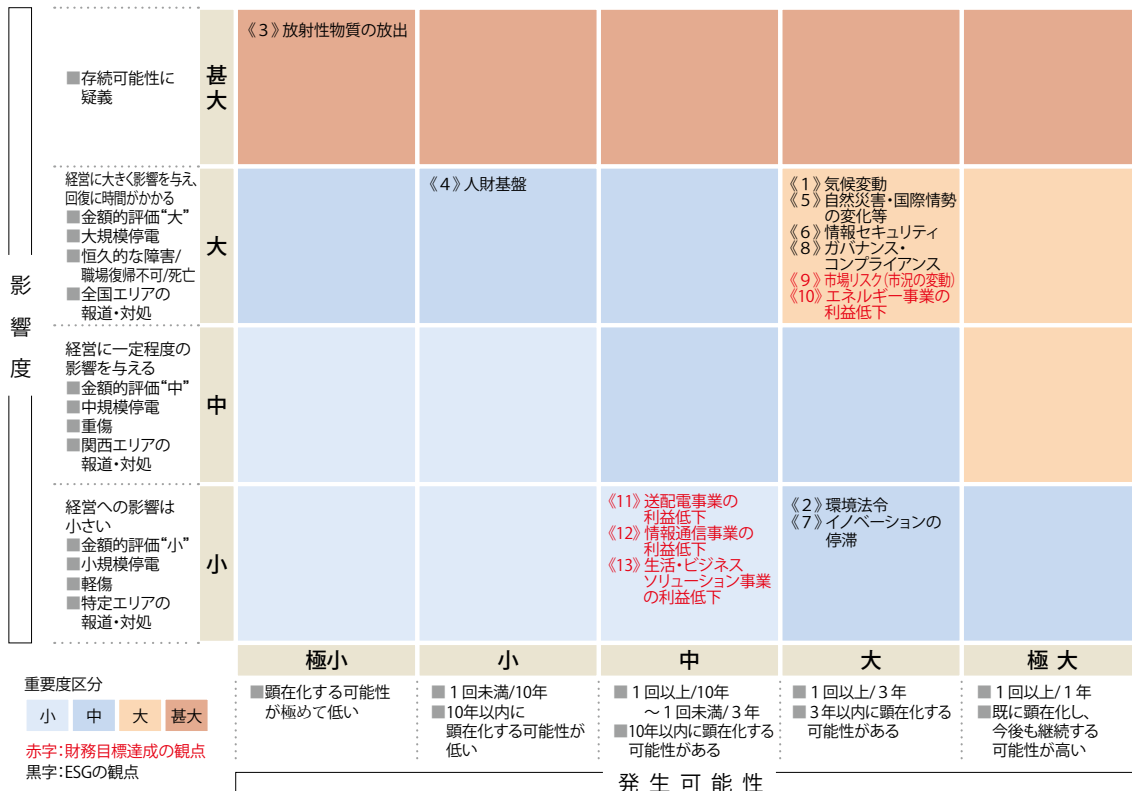 影響度
■存続可能性に
疑義
甚大
《3》放射性物質の放出
経営に大きく影響を与え、
回復に時間がかかる
■金額的評価“大”
■大規模停電
■恒久的な障害/
職場復帰不可/死亡
■全国エリアの
報道・対処
大
《4》人財基盤
《1》気候変動
《5》自然災害・国際情勢
の変化等
《6》情報セキュリティ
《8》ガバナンス・
コンプライアンス
《9》市場リスク(市況の変動)
《10》エネルギー事業の
利益低下
経営に一定程度の
影響を与える
■金額的評価“中”
■中規模停電
■重傷
■関西エリアの
報道・対処
中
経営への影響は
小さい
■金額的評価“小”
■小規模停電
■軽傷
■特定エリアの
報道・対処
小
《11》送配電事業の
利益低下
《12》情報通信事業の
利益低下
《13》生活・ビジネス
ソリューション事業
の利益低下
《2》環境法令
《7》イノベーションの
停滞
極小
小
中
大
極大
■顕在化する可能性
が極めて低い
■1回未満/10年
■10年以内に
顕在化する可能性が
低い
■1回以上/10年
～1回未満/3年
■10年以内に顕在化する
可能性がある
■1回以上/3年
■3年以内に顕在化する
可能性がある
■1回以上/1年
■既に顕在化し、
今後も継続する
可能性が高い
発生可能性
重要度区分
小 中 大 甚大
赤字：財務目標達成の観点
黒字：ESGの観点